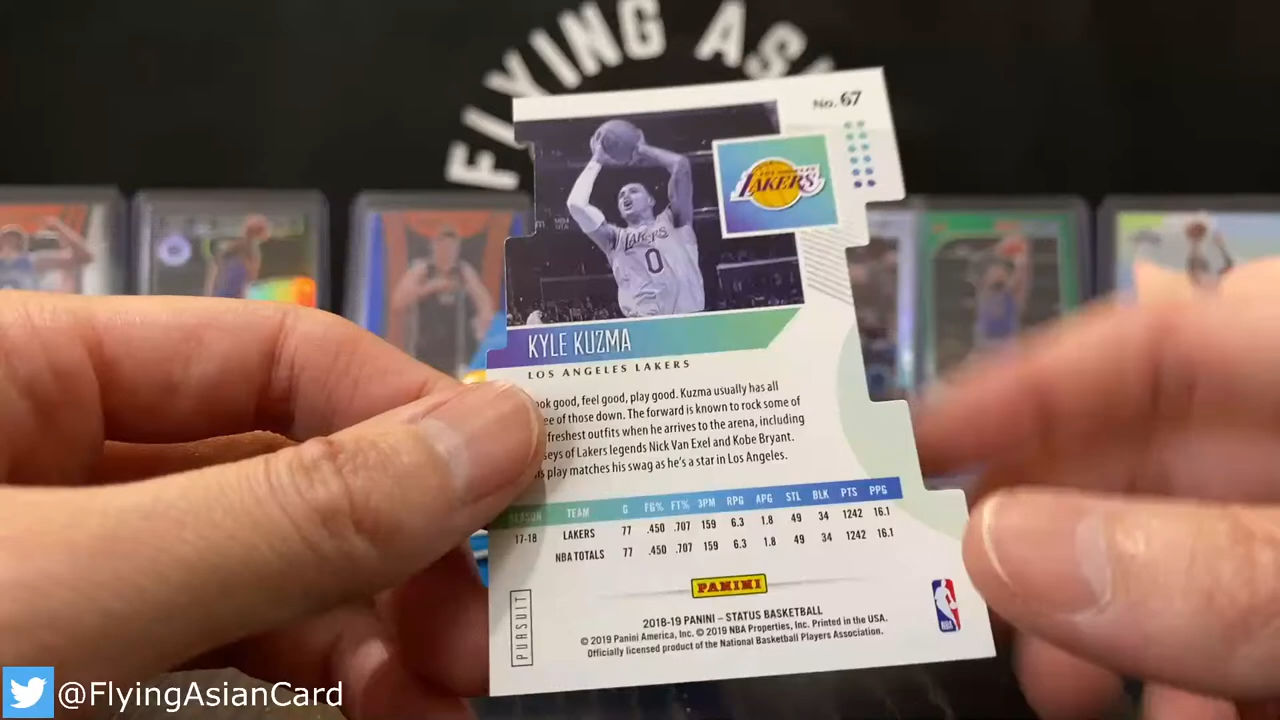 FLYING AS
No. 67
LOS ANGELES
LAKERS
LAKERS
0
KYLE KUZMA
LOS ANGELES LAKERS
ook good, feel good, play good. Kuzma usually has all
ee of those down. The forward is known to rock some of
freshest outfits when he arrives to the arena, including
seys of Lakers legends Nick Van Exel and Kobe Bryant.
is play matches his swag as he's a star in Los Angeles.
SEASON TEAM G FG% FT% 3PM RPG APG STL BLK PTS PPG
17-18 LAKERS 77 .450 .707 159 6.3 1.8 49 34 1242 16.1
NBA TOTALS 77 .450 .707 159 6.3 1.8 49 34 1242 16.1
PANINI
PURSUIT
2018-19 PANINI – STATUS BASKETBALL
© 2019 Panini America, Inc. © 2019 NBA Properties, Inc. Printed in the USA.
Officially licensed product of the National Basketball Players Association.
NBA
@FlyingAsianCard